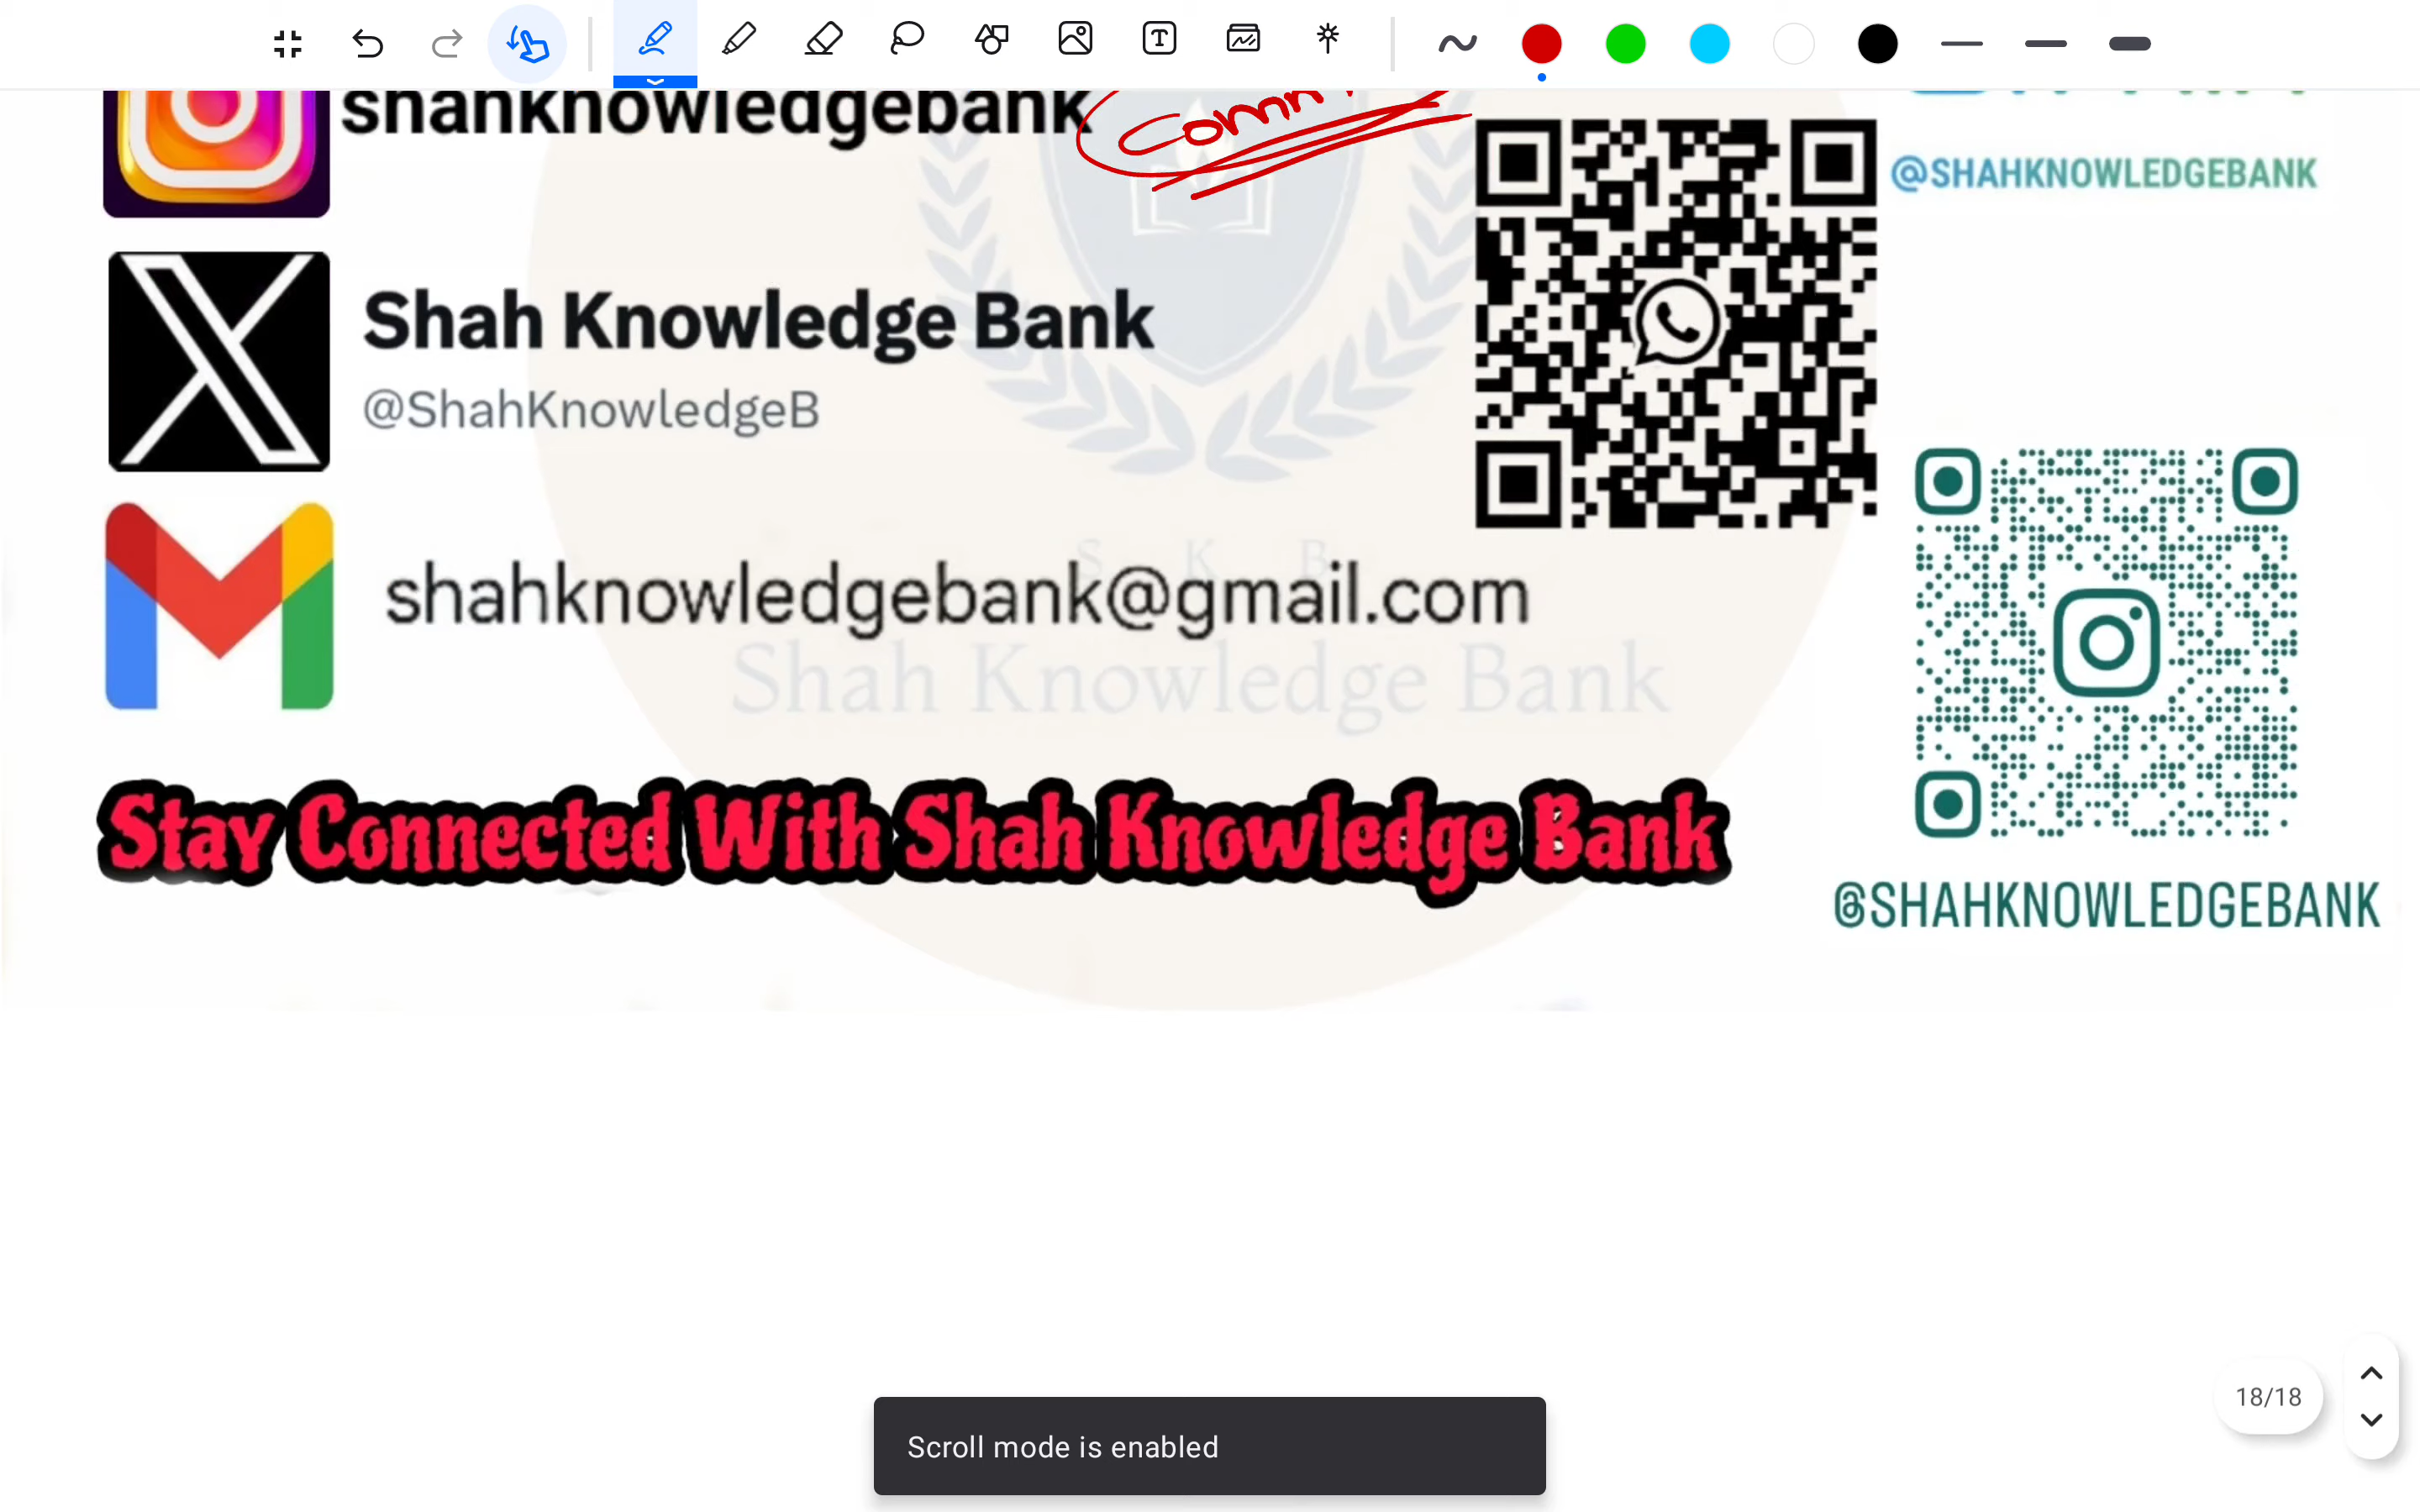 shahknowledgebank
@SHAHKNOWLEDGEBANK
Shah Knowledge Bank
@ShahKnowledgeB
S K B
shahknowledgebank@gmail.com
Shah Knowledge Bank
Stay Connected With Shah Knowledge Bank
@SHAHKNOWLEDGEBANK
18/18
Scroll mode is enabled